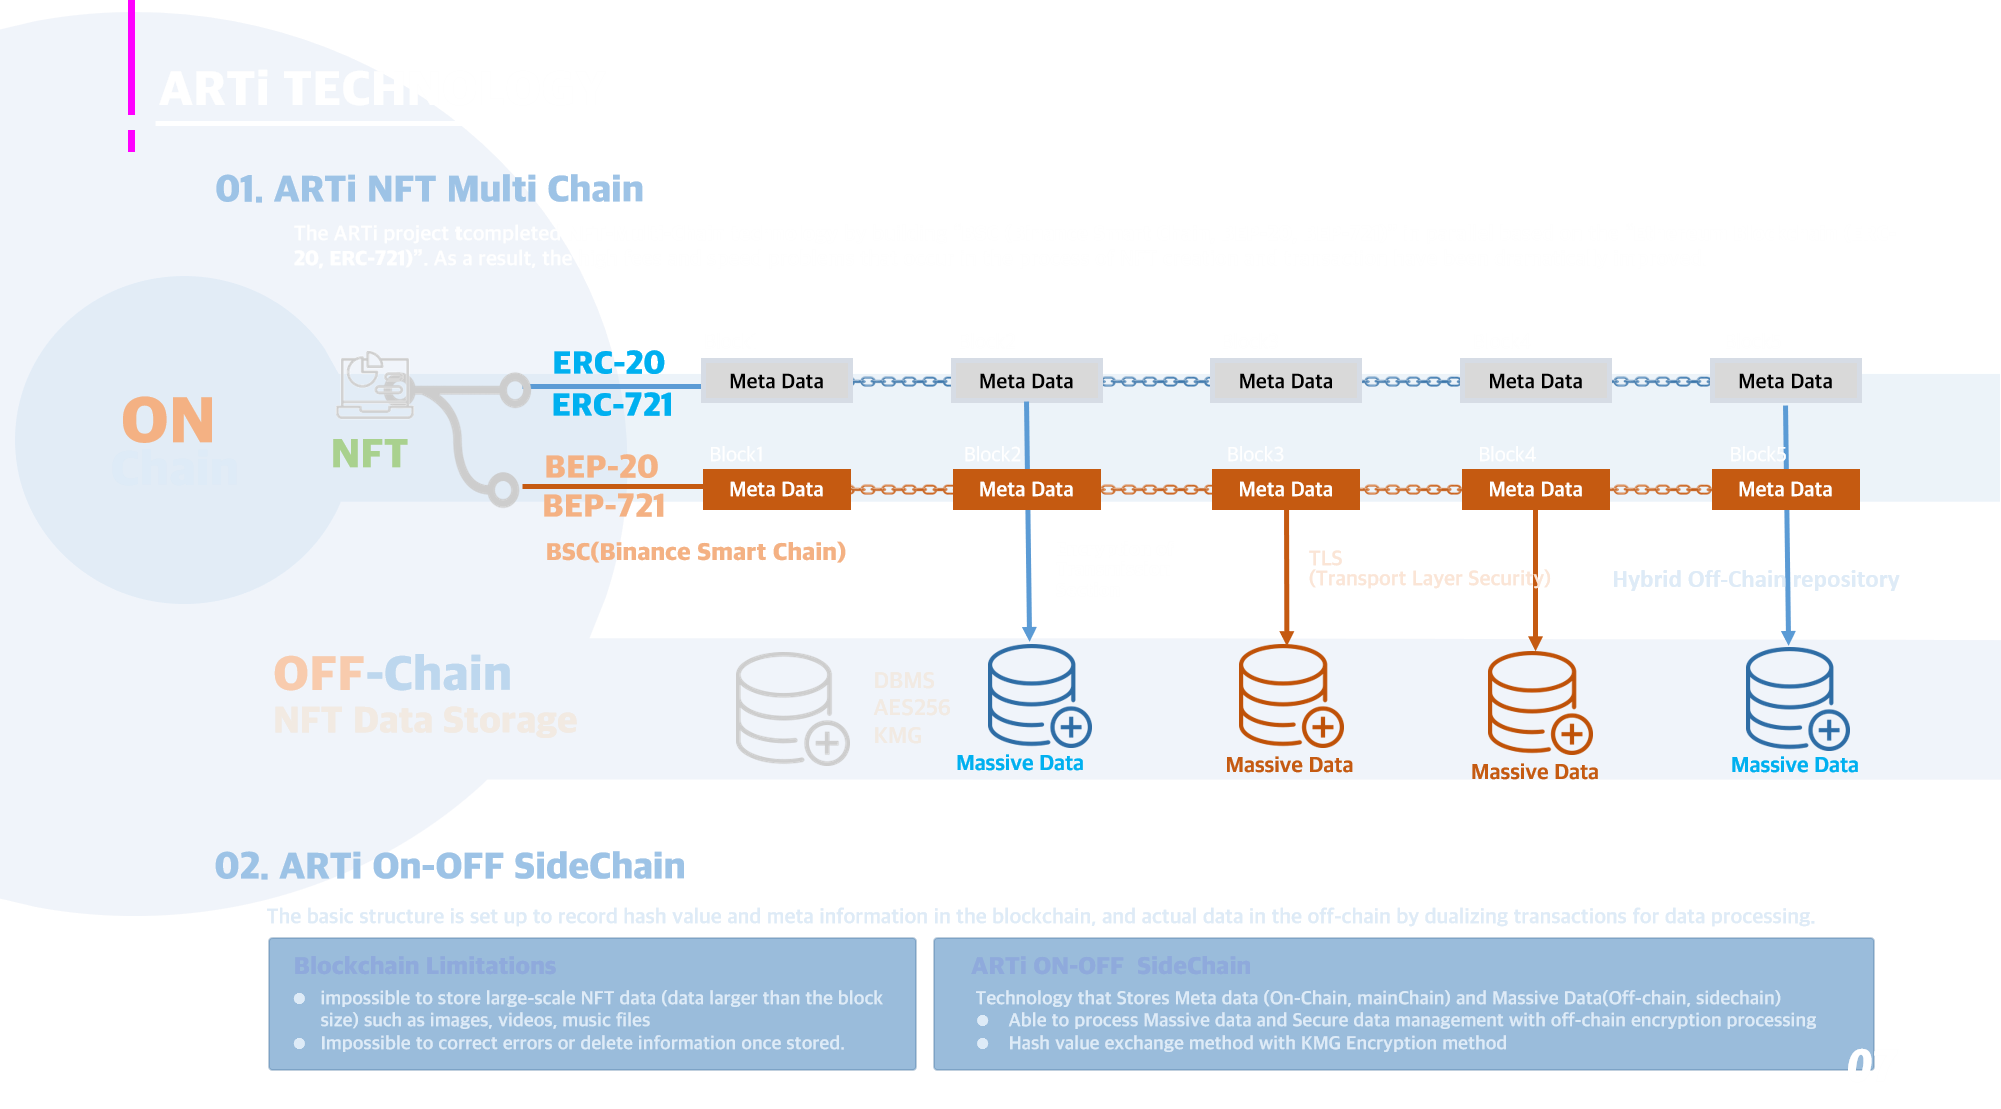 ARTi
01. ARTi NFT Multi Chain
The ARTi project tcompleted
20, ERC-721)”. As a result, the
ERC-20
ERC-721
Meta Data Meta Data Meta Data Meta Data Meta Data
ON
Chain
NFT
Block1 Block2 Block3 Block4 Block5
BEP-20
BEP-721
Meta Data Meta Data Meta Data Meta Data Meta Data
BSC(Binance Smart Chain)
TLS
(Transport Layer Security)
Hybrid Off-Chain repository
OFF-Chain
NFT Data Storage
DBMS
AES256
KMG
Massive Data Massive Data Massive Data Massive Data
02. ARTi On-OFF SideChain
The basic structure is set up to record hash value and meta information in the blockchain, and actual data in the off-chain by dualizing transactions for data processing.
Blockchain Limitations
● impossible to store large-scale NFT data (data larger than the block
size) such as images, videos, music files
● Impossible to correct errors or delete information once stored.
ARTi ON-OFF SideChain
Technology that Stores Meta data (On-Chain, mainChain) and Massive Data(Off-chain, sidechain)
● Able to process Massive data and Secure data management with off-chain encryption processing
● Hash value exchange method with KMG Encryption method